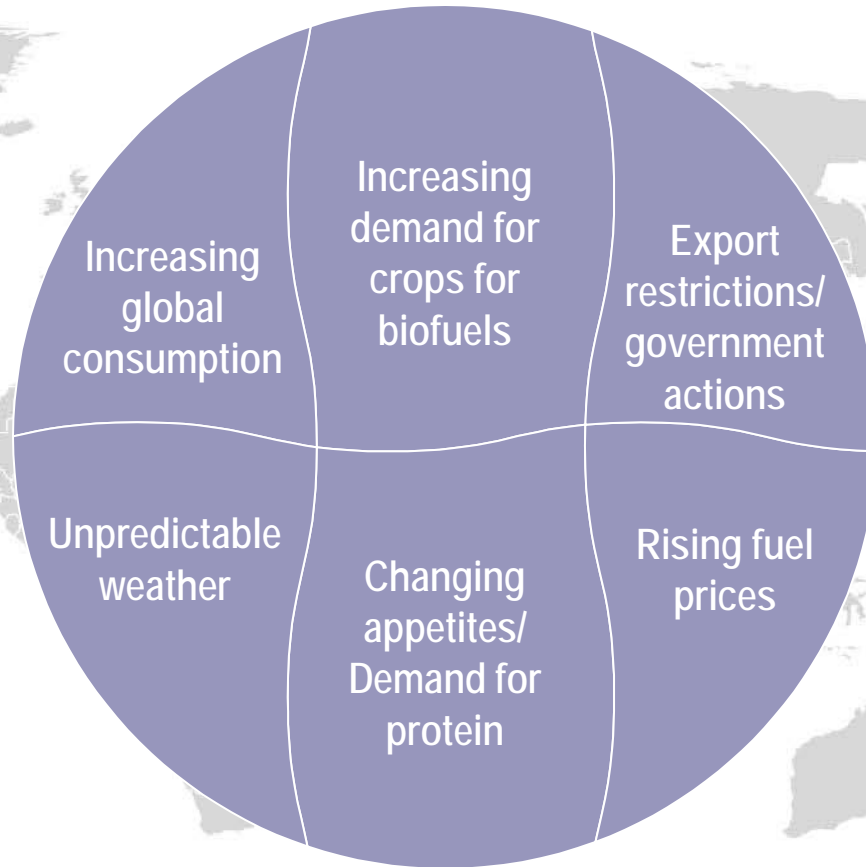 Increasing
global
consumption
Increasing
demand for
crops for
biofuels
Export
restrictions/
government
actions
Unpredictable
weather
Changing
appetites/
Demand for
protein
Rising fuel
prices